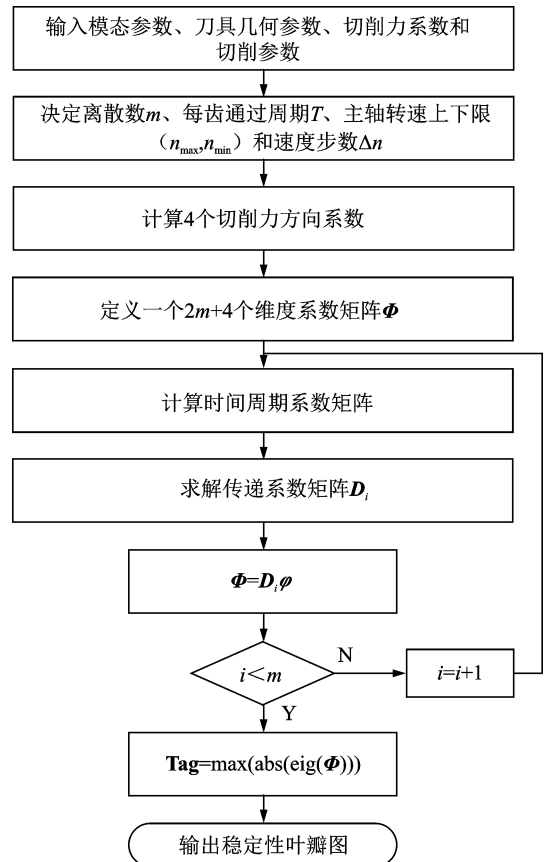 输入模态参数、刀具几何参数、切削力系数和
切削参数
决定离散数m、每齿通过周期T、主轴转速上下限
（nmax,nmin）和速度步数Δn
计算4个切削力方向系数
定义一个2m+4个维度系数矩阵Φ
计算时间周期系数矩阵
求解传递系数矩阵Di
Φ=Diφ
i＜m
N
i=i+1
Y
Tag=max(abs(eig(Φ)))
输出稳定性叶瓣图